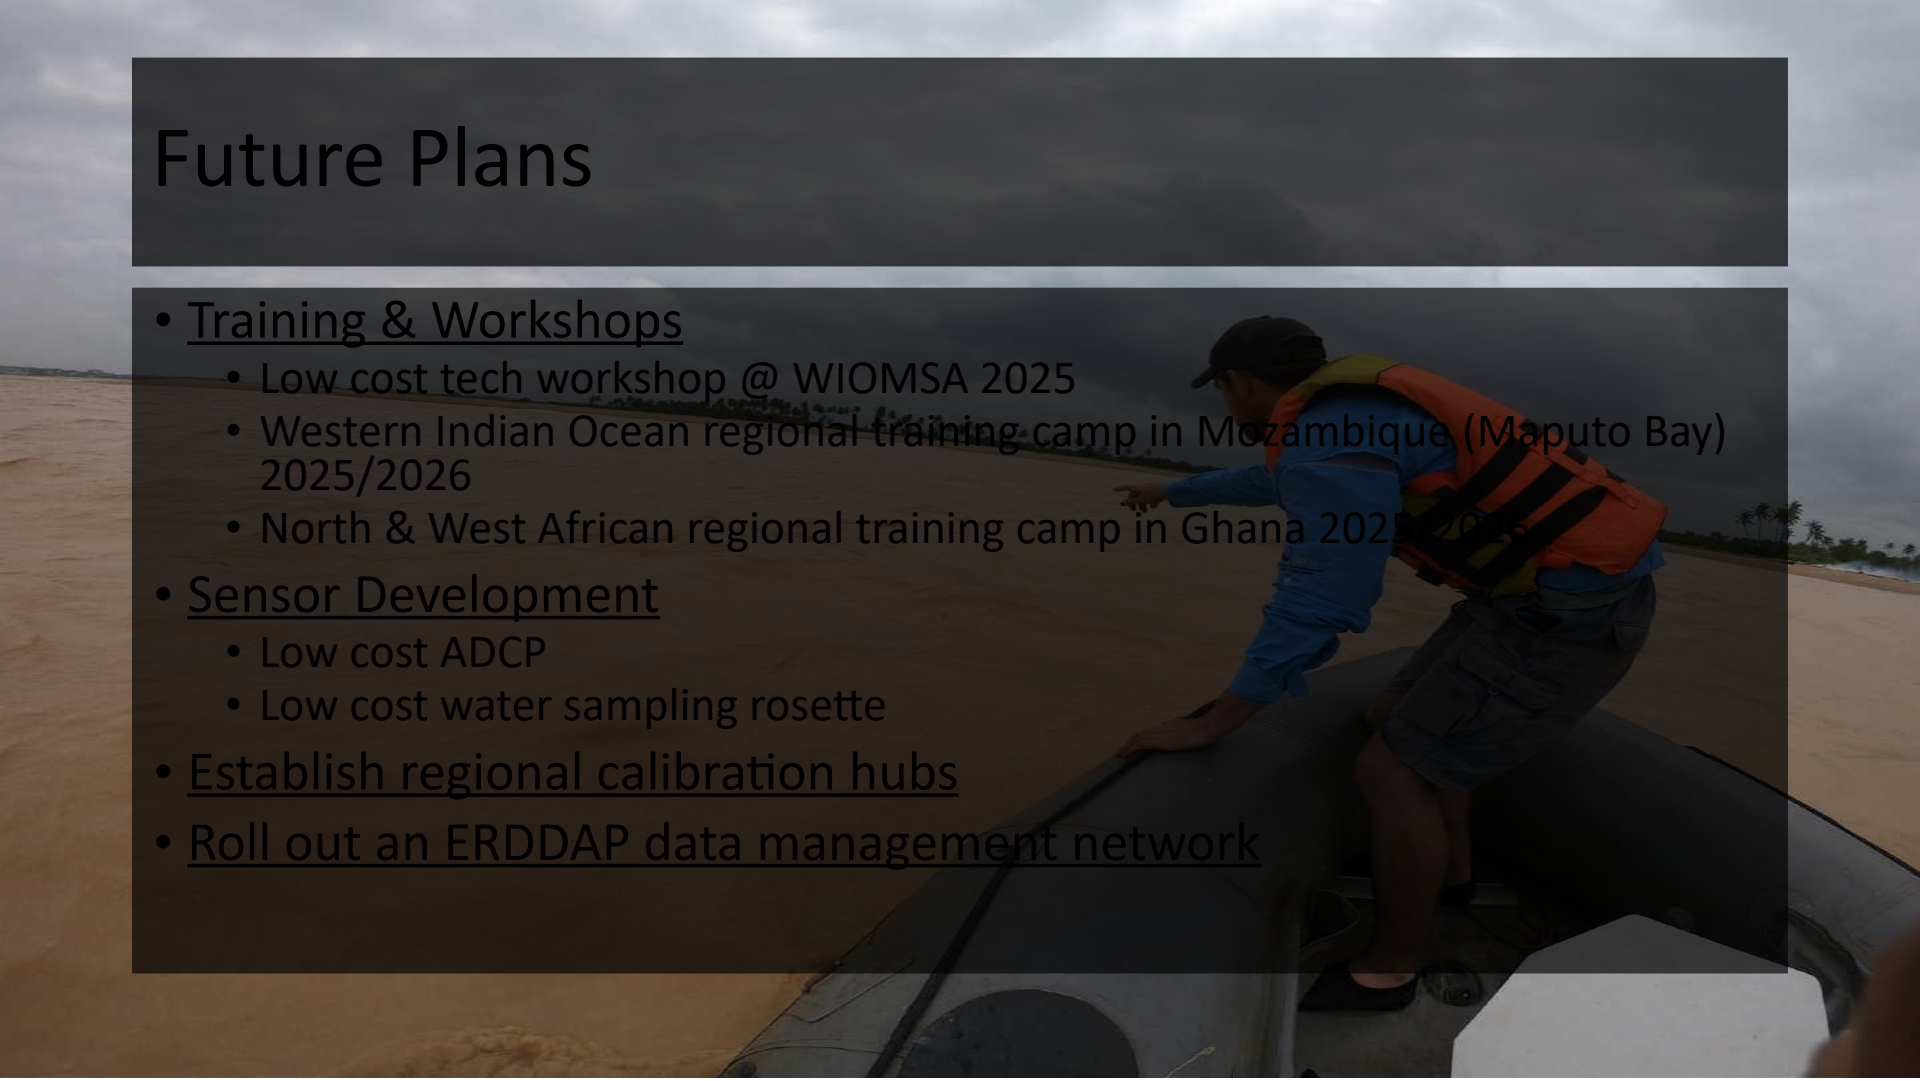 Future Plans
• Training & Workshops
• Low cost tech workshop @ WIOMSA 2025
• Western Indian Ocean regional training camp in Mozambique (Maputo Bay)
2025/2026
• North & West African regional training camp in Ghana 2025/2026
• Sensor Development
• Low cost ADCP
• Low cost water sampling rosette
• Establish regional calibration hubs
• Roll out an ERDDAP data management network